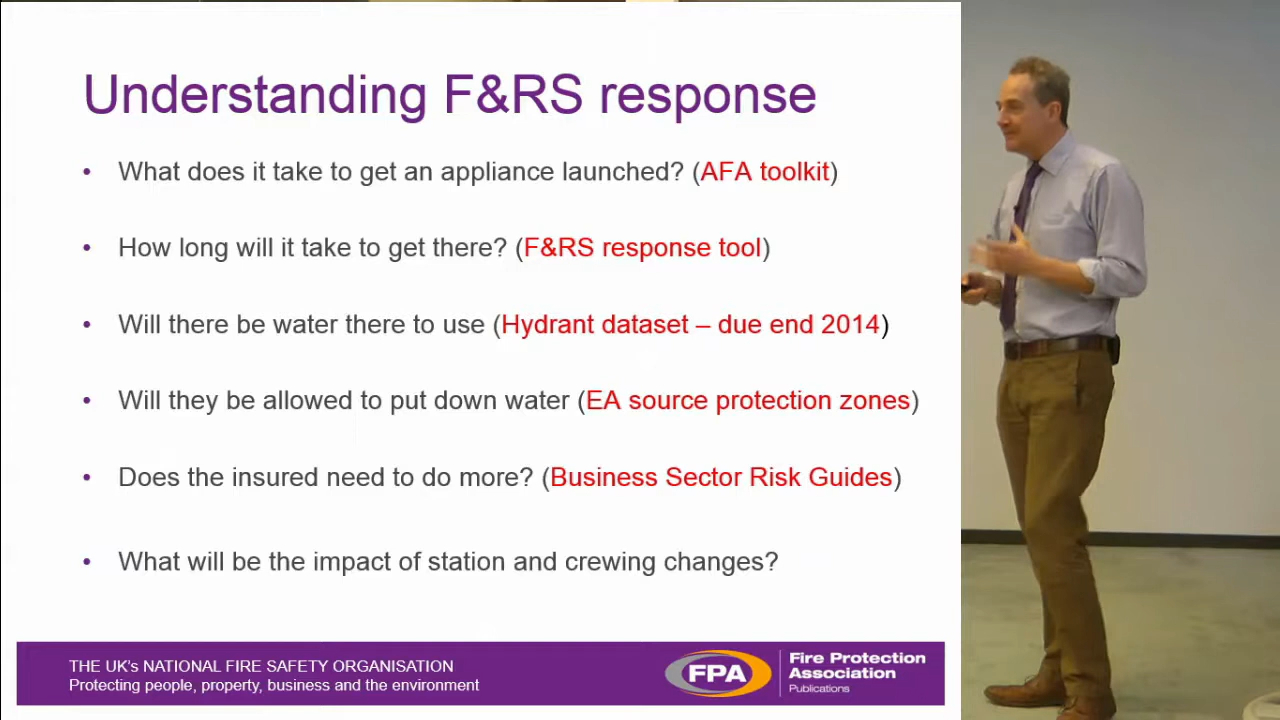 Understanding F&RS response
• What does it take to get an appliance launched? (AFA toolkit)
• How long will it take to get there? (F&RS response tool)
• Will there be water there to use (Hydrant dataset – due end 2014)
• Will they be allowed to put down water (EA source protection zones)
• Does the insured need to do more? (Business Sector Risk Guides)
• What will be the impact of station and crewing changes?
THE UK's NATIONAL FIRE SAFETY ORGANISATION
Protecting people, property, business and the environment
FPA
Fire Protection
Association
Publications